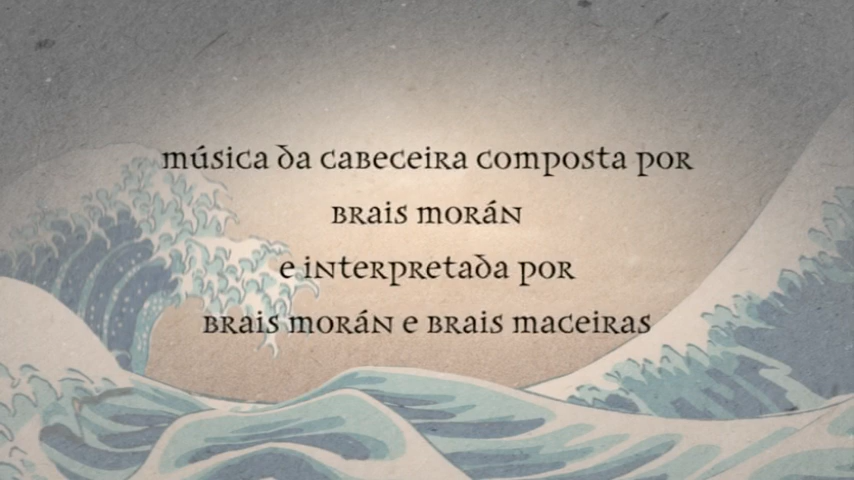 música da cabeceira composta por
Brais Morán
e interpretada por
Brais Morán e Brais Maceiras